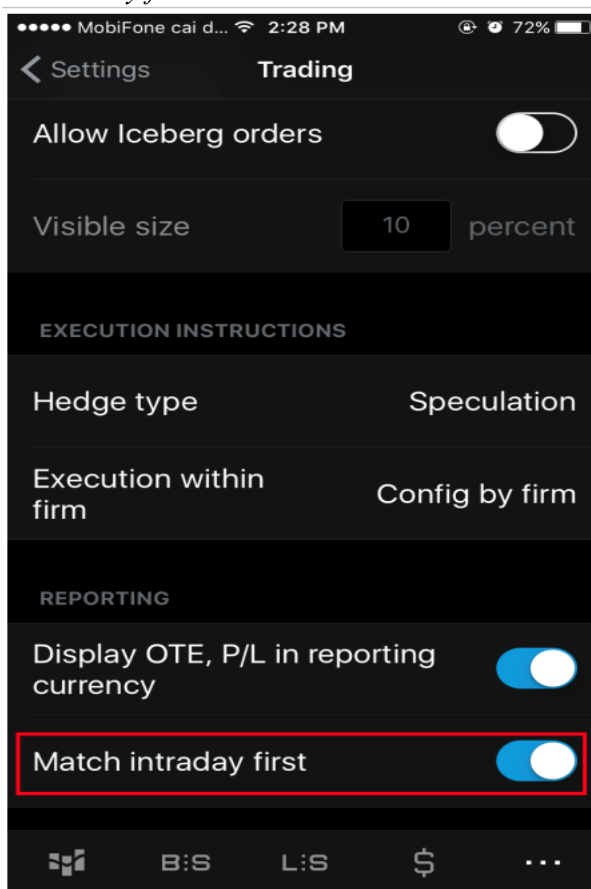 MobiFone cai d... 2:28 PM 72%
Settings Trading
Allow Iceberg orders
Visible size 10 percent
EXECUTION INSTRUCTIONS
Hedge type Speculation
Execution within
firm Config by firm
REPORTING
Display OTE, P/L in reporting
currency
Match intraday first
B:S L:S $ ...